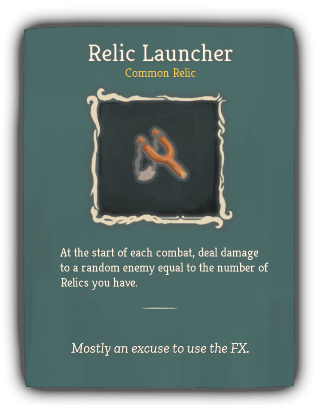 Relic Launcher
Common Relic
At the start of each combat, deal damage
to a random enemy equal to the number of
Relics you have.
Mostly an excuse to use the FX.